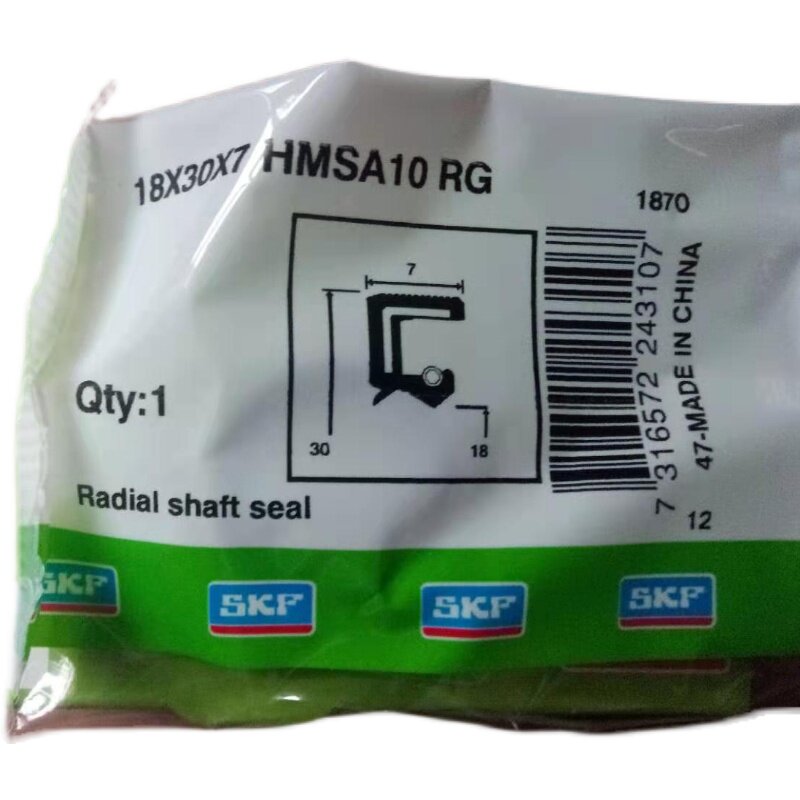 18X30X7 HMSA10 RG
1870
7
30
18
Qty:1
Radial shaft seal
7 316572 243107
47-MADE IN CHINA
12
SKF
SKF
SKF
SKF